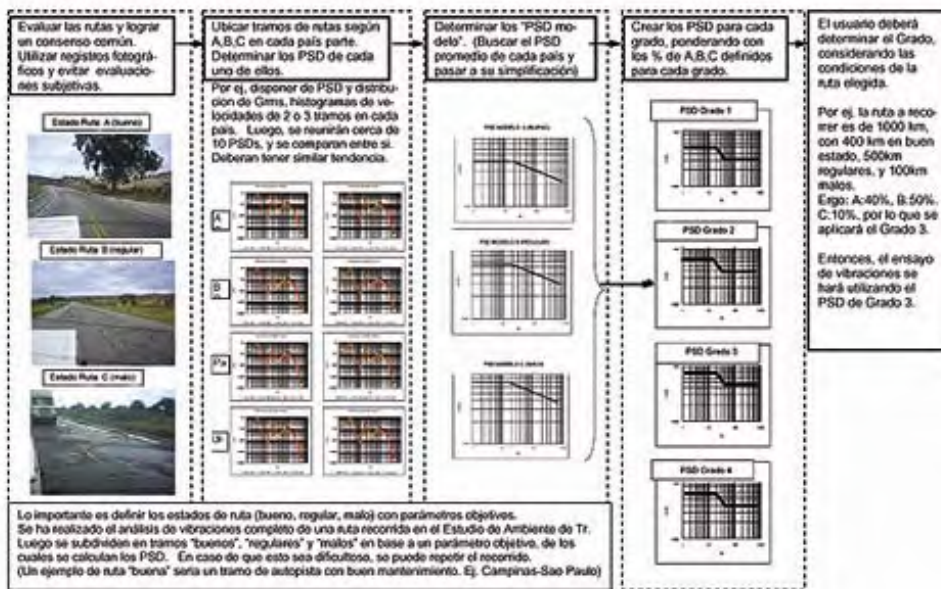 Evaluar las rutas y lograr
un consenso común.
Utilizar registros fotográ-
ficos y evitar evaluacio-
nes subjetivas.
Estado Ruta A (bueno)
Estado Ruta B (regular)
Estado Ruta C (malo)
Ubicar tramos de rutas según
A,B,C en cada país parte.
Determinar los PSD de cada
uno de ellos.
Por ej, disponer de PSD y distribu-
cion de Grms, histogramas de ve-
locidades de 2 o 3 tramos en cada
país. Luego, se reunirán cerca de
10 PSDs, y se comparan entre si.
Deberan tener similar tendencia.
A
B
Pa
Determinar los "PSD mo-
delo". (Buscar el PSD
promedio de cada país y
pasar a su simplificación)
Crear los PSD para cada
grado, ponderando con
los % de A,B,C definidos
para cada grado.
PSD Grado 1
PSD Grado 2
PSD Grado 3
PSD Grado 4
El usuario deberá
determinar el Grado,
considerando las
condiciones de la
ruta elegida.
Por ej. la ruta a reco-
rrer es de 1000 km,
con 400 km en buen
estado, 500km
regulares, y 100km
malos.
Ergo: A:40%, B:50%.
C:10%, por lo que se
aplicará el Grado 3.
Entonces, el ensayo
de vibraciones se
hará utilizando el
PSD de Grado 3.
Lo importante es definir los estados de ruta (bueno, regular, malo) con parámetros objetivos.
Se ha realizado el análisis de vibraciones completo de una ruta recorrida en el Estudio de Ambiente de Tr.
Luego se subdividen en tramos "buenos", "regulares" y "malos" en base a un parámetro objetivo, de los
cuales se calculan los PSD. En caso de que esto sea dificultoso, se puede repetir el recorrido.
(Un ejemplo de ruta "buena" seria un tramo de autopista con buen mantenimiento. Ej. Campinas-Sao Paulo)